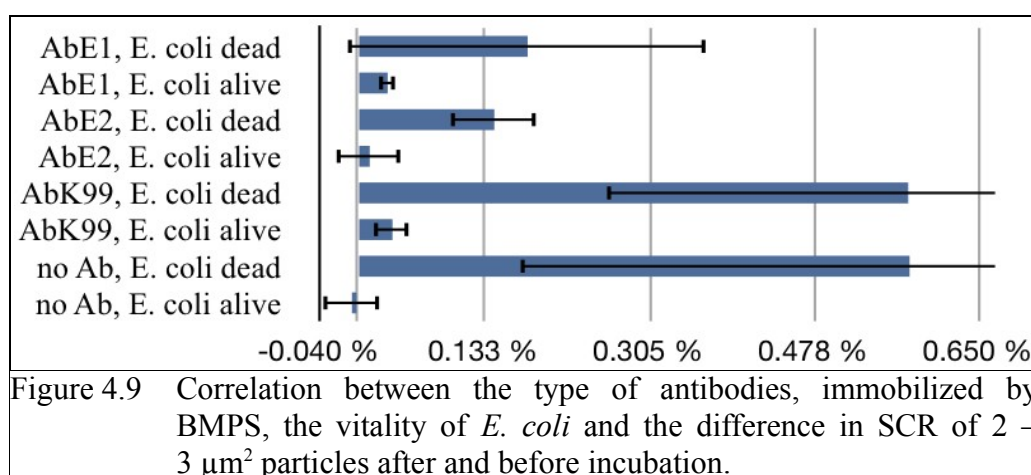 AbE1, E. coli dead
AbE1, E. coli alive
AbE2, E. coli dead
AbE2, E. coli alive
AbK99, E. coli dead
AbK99, E. coli alive
no Ab, E. coli dead
no Ab, E. coli alive
-0.040 % 0.133 % 0.305 % 0.478 % 0.650 %
Figure 4.9 Correlation between the type of antibodies, immobilized by
BMPS, the vitality of E. coli and the difference in SCR of 2 –
3 µm² particles after and before incubation.